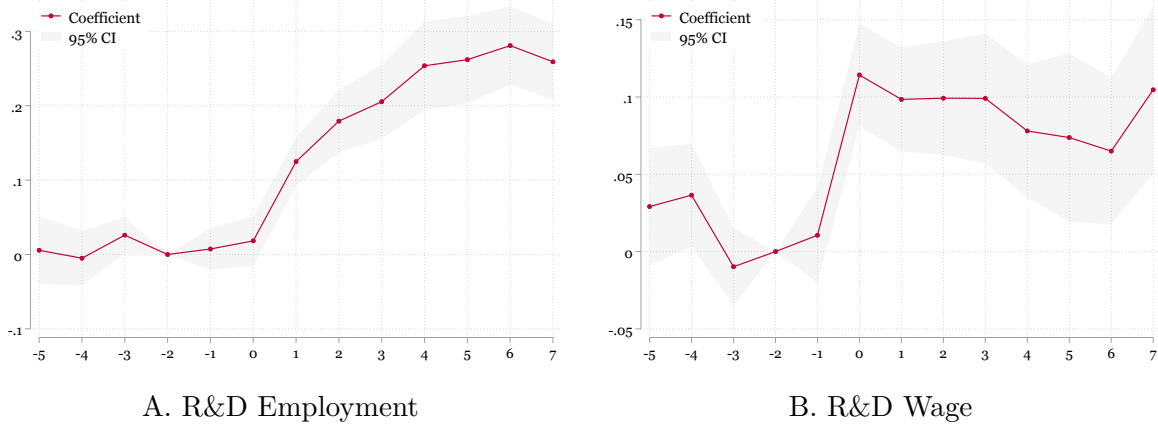 Coefficient
95% CI
.3
.2
.1
0
-.1
-5 -4 -3 -2 -1 0 1 2 3 4 5 6 7
A. R&D Employment
Coefficient
95% CI
.15
.1
.05
0
-.05
-5 -4 -3 -2 -1 0 1 2 3 4 5 6 7
B. R&D Wage